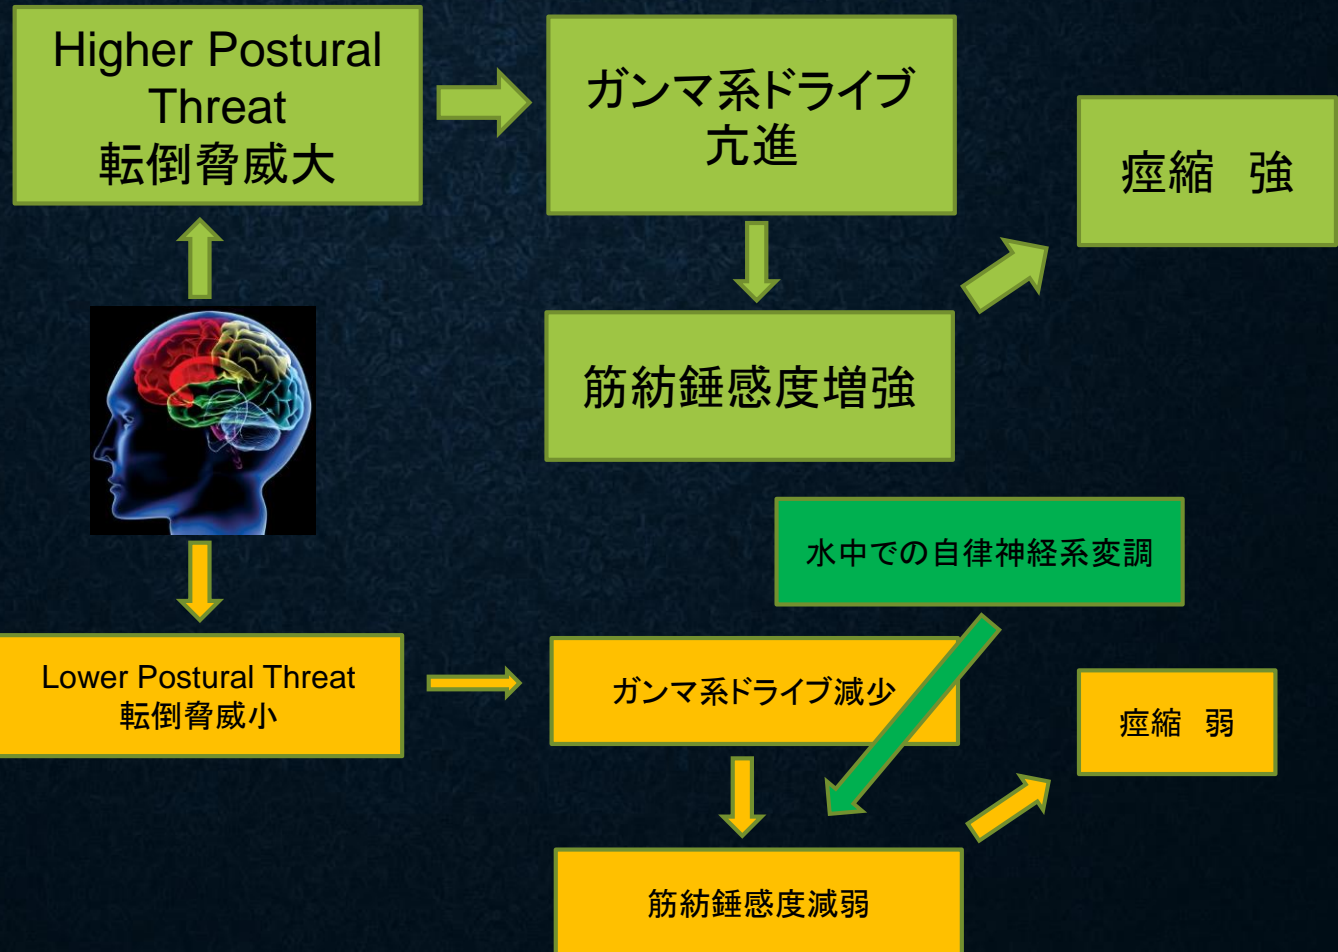 Higher Postural
Threat
転倒脅威大
ガンマ系ドライブ
亢進
痙縮　強
筋紡錘感度増強
水中での自律神経系変調
Lower Postural Threat
転倒脅威小
ガンマ系ドライブ減少
痙縮　弱
筋紡錘感度減弱